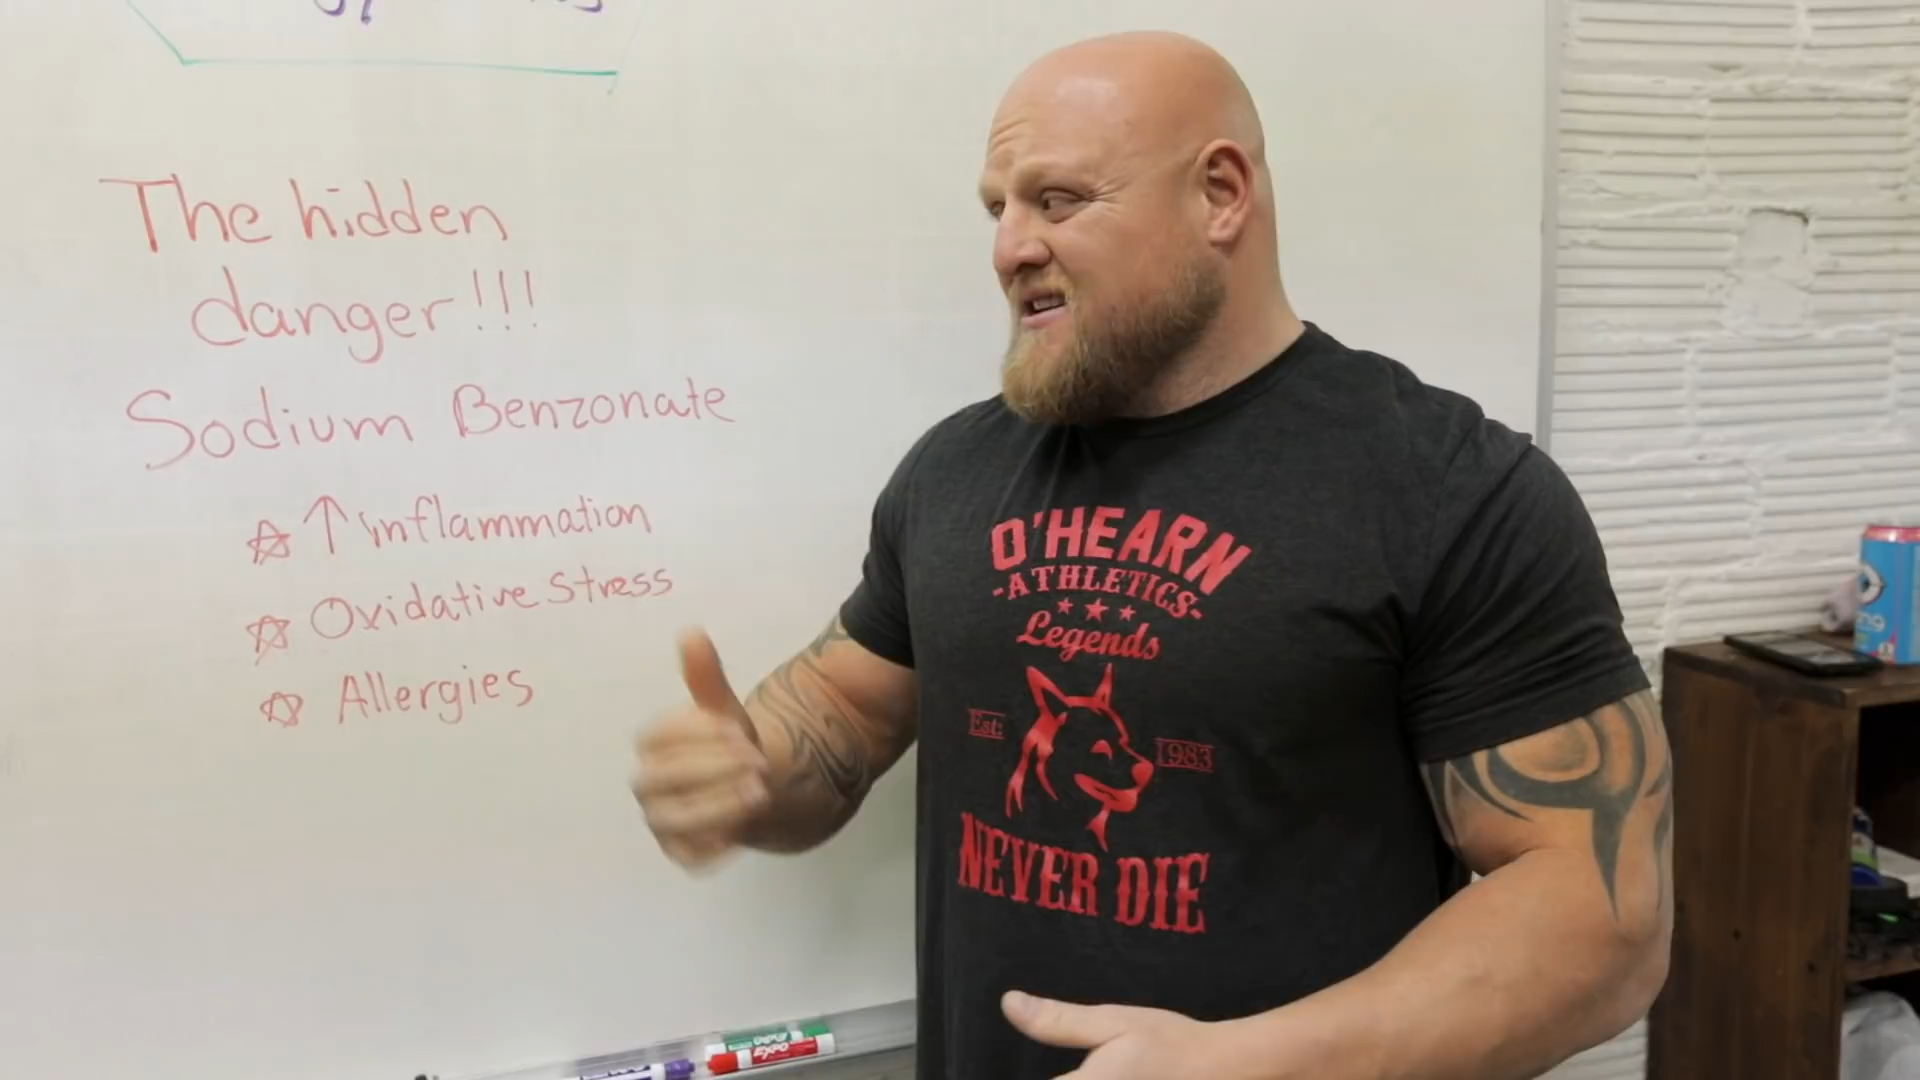 The hidden
danger!!!
Sodium Benzonate
↑ inflammation
Oxidative Stress
Allergies
O'HEARN
-ATHLETICS-
Legends
Est: 1983
NEVER DIE
EXPO